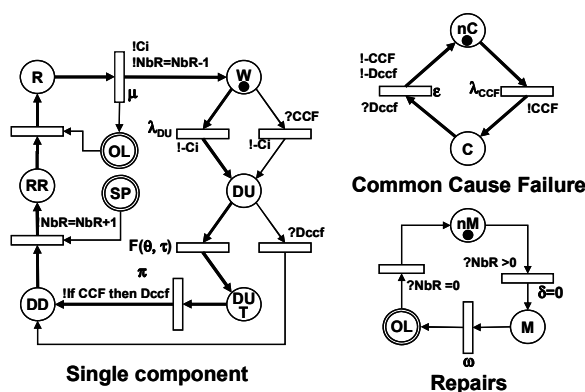 !Ci
!NbR=NbR-1
R
W
μ
λDU
?CCF
!-Ci
!-Ci
OL
RR
SP
DU
NbR=NbR+1
F(θ, τ)
?Dccf
π
DD
!If CCF then Dccf
DU
T
Single component
nC
!-CCF
!-Dccf
?Dccf
ε
λCCF
!CCF
C
Common Cause Failure
nM
?NbR >0
?NbR =0
δ=0
OL
M
ω
Repairs